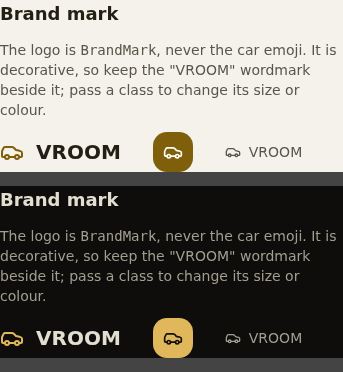 Brand mark
The logo is BrandMark, never the car emoji. It is
decorative, so keep the "VROOM" wordmark
beside it; pass a class to change its size or
colour.
VROOM VROOM
Brand mark
The logo is BrandMark, never the car emoji. It is
decorative, so keep the "VROOM" wordmark
beside it; pass a class to change its size or
colour.
VROOM VROOM